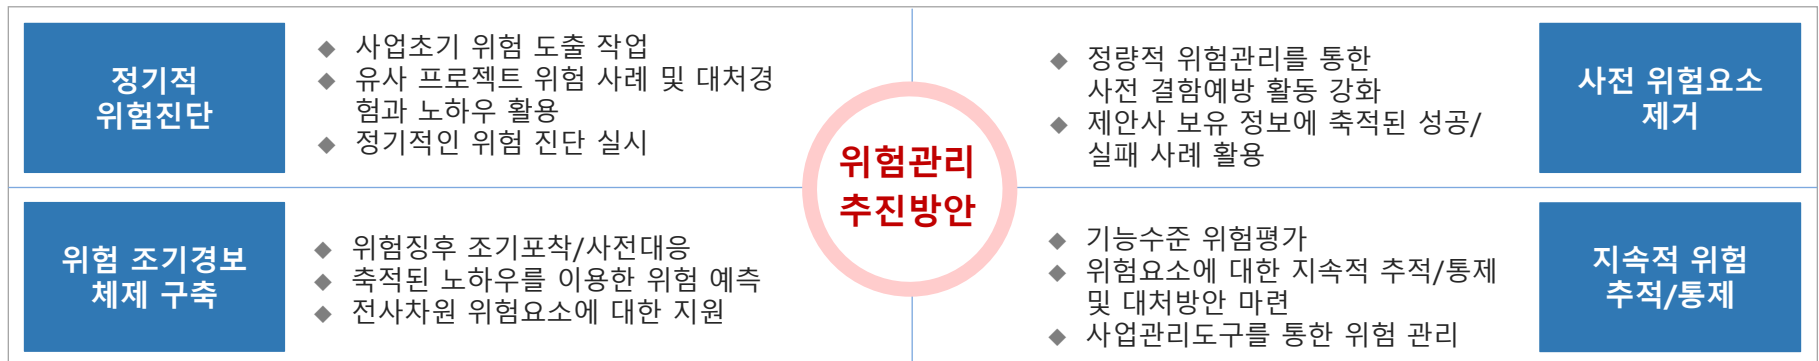 정기적
위험진단
◆ 사업초기 위험 도출 작업
◆ 유사 프로젝트 위험 사례 및 대처경
험과 노하우 활용
◆ 정기적인 위험 진단 실시
◆ 정량적 위험관리를 통한
사전 결함예방 활동 강화
◆ 제안사 보유 정보에 축적된 성공/
실패 사례 활용
사전 위험요소
제거
위험관리
추진방안
위험 조기경보
체제 구축
◆ 위험징후 조기포착/사전대응
◆ 축적된 노하우를 이용한 위험 예측
◆ 전사차원 위험요소에 대한 지원
◆ 기능수준 위험평가
◆ 위험요소에 대한 지속적 추적/통제
및 대처방안 마련
◆ 사업관리도구를 통한 위험 관리
지속적 위험
추적/통제